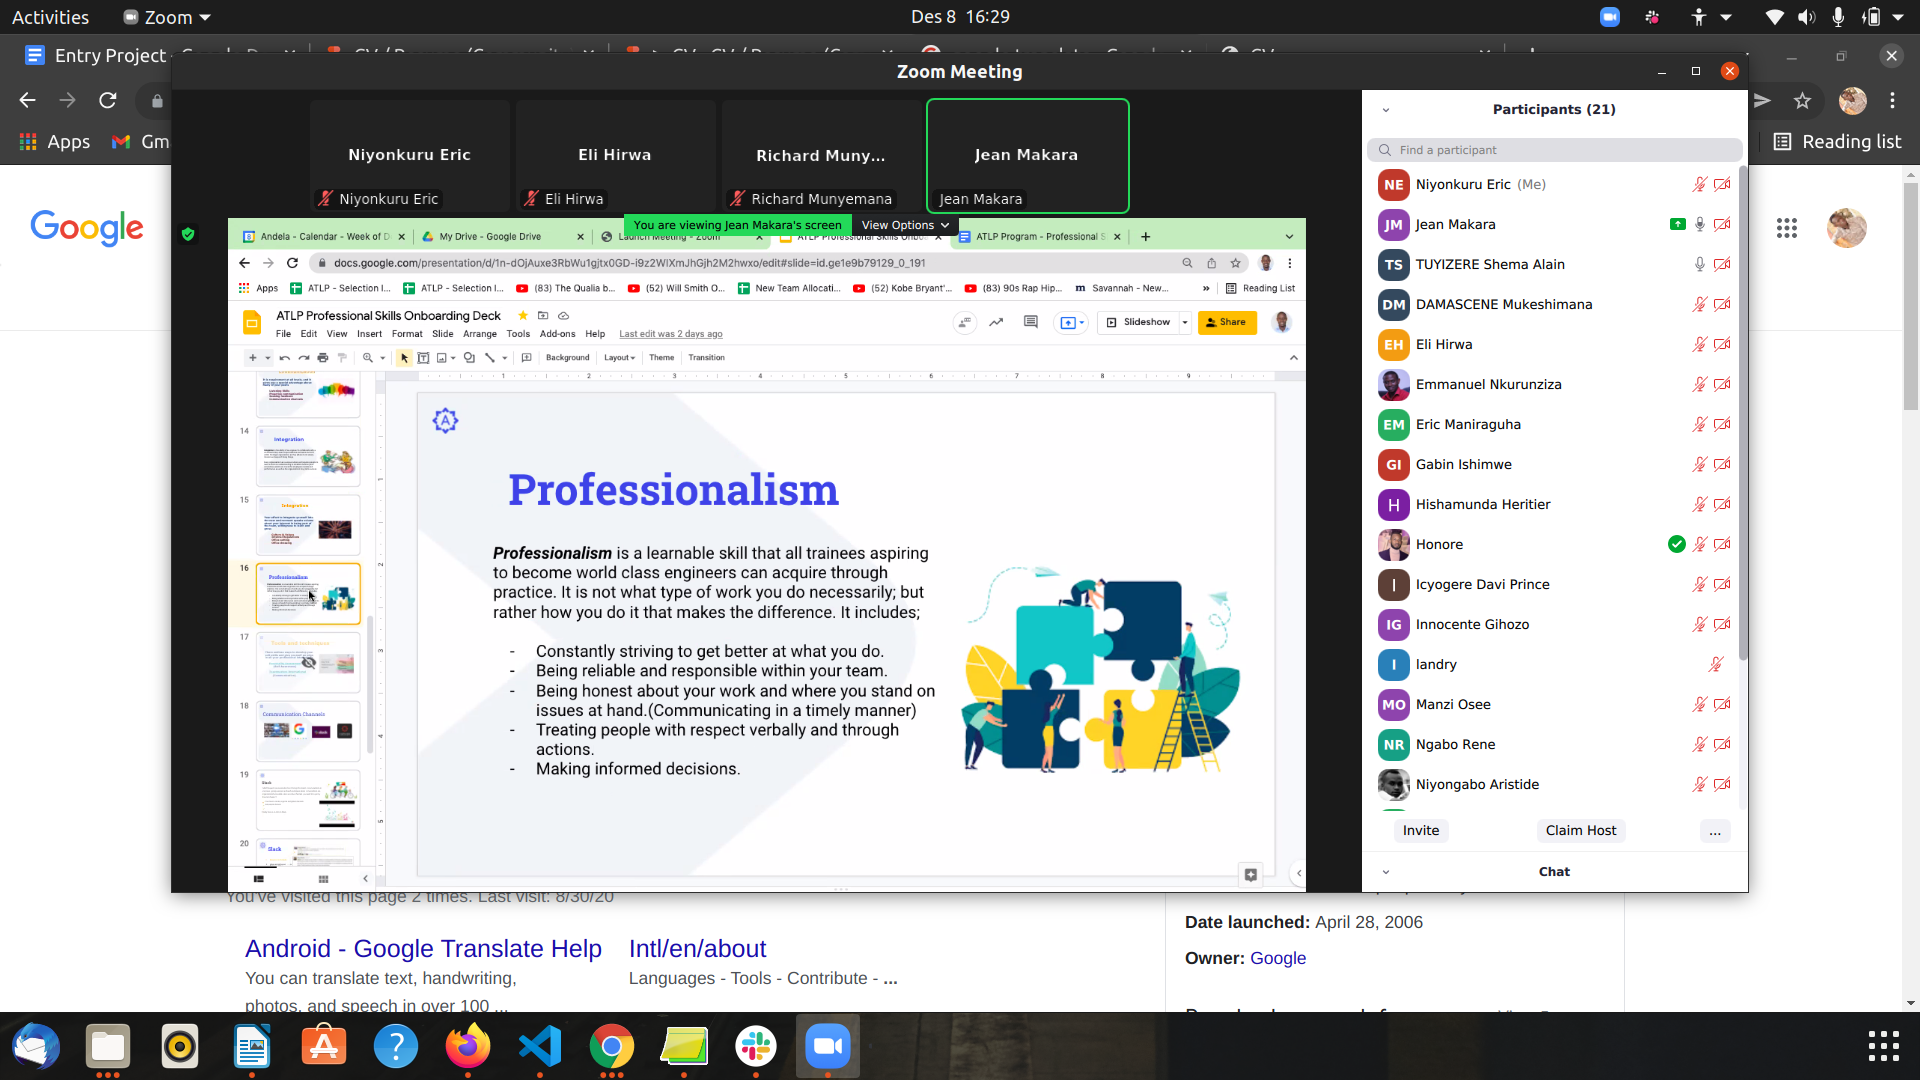 Activities
Zoom
Des 8 16:29
Entry Project
Zoom Meeting
Apps
Reading list
Google
Niyonkuru Eric
Eli Hirwa
Richard Muny...
Jean Makara
Niyonkuru Eric
Eli Hirwa
Richard Munyemana
Jean Makara
You are viewing Jean Makara's screen
View Options
Andela - Calendar - Week of D
My Drive - Google Drive
Launch Meeting - Zoom
ATLP Professional Skills Onbo
ATLP Program - Professional S
docs.google.com/presentation/d/1n-dOjAuxe3RbWu1gjtx0GD-i9z2WlXmJhGjh2M2hwxo/edit#slide=id.ge1e9b79129_0_191
Apps
ATLP - Selection I...
ATLP - Selection I...
(83) The Qualia b...
(52) Will Smith O...
New Team Allocati...
(52) Kobe Bryant'...
(83) 90s Rap Hip...
Savannah - New...
Reading List
ATLP Professional Skills Onboarding Deck
File Edit View Insert Format Slide Arrange Tools Add-ons Help Last edit was 2 days ago
Slideshow
Share
Background Layout Theme Transition
14
Integration
15
Integration
16
Professionalism
17
18
Communication Channels
19
Slack
20
Slack
Professionalism
Professionalism is a learnable skill that all trainees aspiring
to become world class engineers can acquire through
practice. It is not what type of work you do necessarily; but
rather how you do it that makes the difference. It includes;
- Constantly striving to get better at what you do.
- Being reliable and responsible within your team.
- Being honest about your work and where you stand on
issues at hand.(Communicating in a timely manner)
- Treating people with respect verbally and through
actions.
- Making informed decisions.
Participants (21)
Find a participant
NE Niyonkuru Eric (Me)
JM Jean Makara
TS TUYIZERE Shema Alain
DM DAMASCENE Mukeshimana
EH Eli Hirwa
Emmanuel Nkurunziza
EM Eric Maniraguha
GI Gabin Ishimwe
H Hishamunda Heritier
Honore
I Icyogere Davi Prince
IG Innocente Gihozo
l landry
MO Manzi Osee
NR Ngabo Rene
Niyongabo Aristide
Invite
Claim Host
...
Chat
You've visited this page 2 times. Last visit: 8/30/20
Android - Google Translate Help
You can translate text, handwriting,
photos, and speech in over 100 ...
Intl/en/about
Languages - Tools - Contribute - ...
Date launched: April 28, 2006
Owner: Google